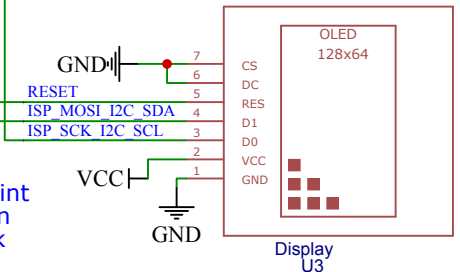 OLED
128x64
GND
7
CS
6
DC
RESET
5
RES
ISP_MOSI_I2C_SDA
4
D1
ISP_SCK_I2C_SCL
3
D0
2
VCC
VCC
1
GND
GND
int
n
k
Display
U3